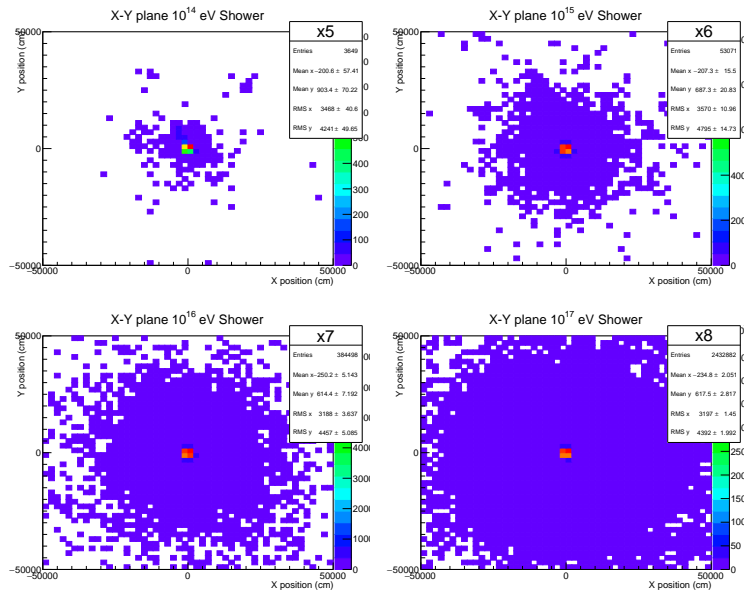 X-Y plane 10^14 eV Shower
x5
Entries 3649
Mean x −200.6 ± 57.41
Mean y 903.4 ± 70.22
RMS x 3468 ± 40.6
RMS y 4241 ± 49.65
Y position (cm)
50000
0
−50000
−50000 0 50000
X position (cm)
400
300
200
100
0
X-Y plane 10^15 eV Shower
x6
Entries 53071
Mean x −207.3 ± 15.5
Mean y 687.3 ± 20.83
RMS x 3570 ± 10.96
RMS y 4795 ± 14.73
Y position (cm)
50000
0
−50000
−50000 0 50000
X position (cm)
X-Y plane 10^16 eV Shower
x7
Entries 384498
Mean x −250.2 ± 5.143
Mean y 614.4 ± 7.192
RMS x 3188 ± 3.637
RMS y 4457 ± 5.085
Y position (cm)
50000
0
−50000
−50000 0 50000
X position (cm)
X-Y plane 10^17 eV Shower
x8
Entries 2432882
Mean x −234.8 ± 2.051
Mean y 617.5 ± 2.817
RMS x 3197 ± 1.45
RMS y 4392 ± 1.992
Y position (cm)
50000
0
−50000
−50000 0 50000
X position (cm)